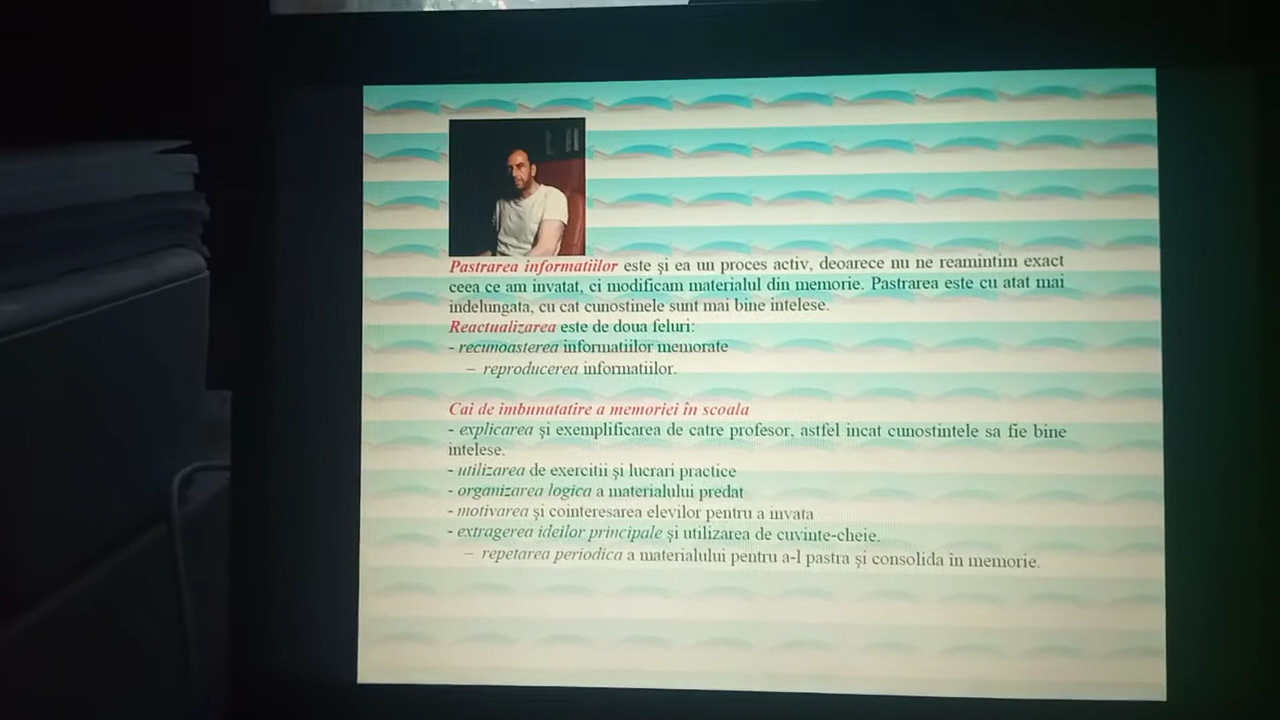 Pastrarea informatiilor este şi ea un proces activ, deoarece nu ne reamintim exact
ceea ce am invatat, ci modificam materialul din memorie. Pastrarea este cu atat mai
indelungata, cu cat cunostinele sunt mai bine intelese.
Reactualizarea este de doua feluri:
- recunoasterea informatiilor memorate
– reproducerea informatiilor.
Cai de imbunatatire a memoriei în scoala
- explicarea şi exemplificarea de catre profesor, astfel incat cunostintele sa fie bine
intelese.
- utilizarea de exercitii şi lucrari practice
- organizarea logica a materialului predat
- motivarea şi cointeresarea elevilor pentru a invata
- extragerea ideilor principale şi utilizarea de cuvinte-cheie.
– repetarea periodica a materialului pentru a-l pastra şi consolida în memorie.